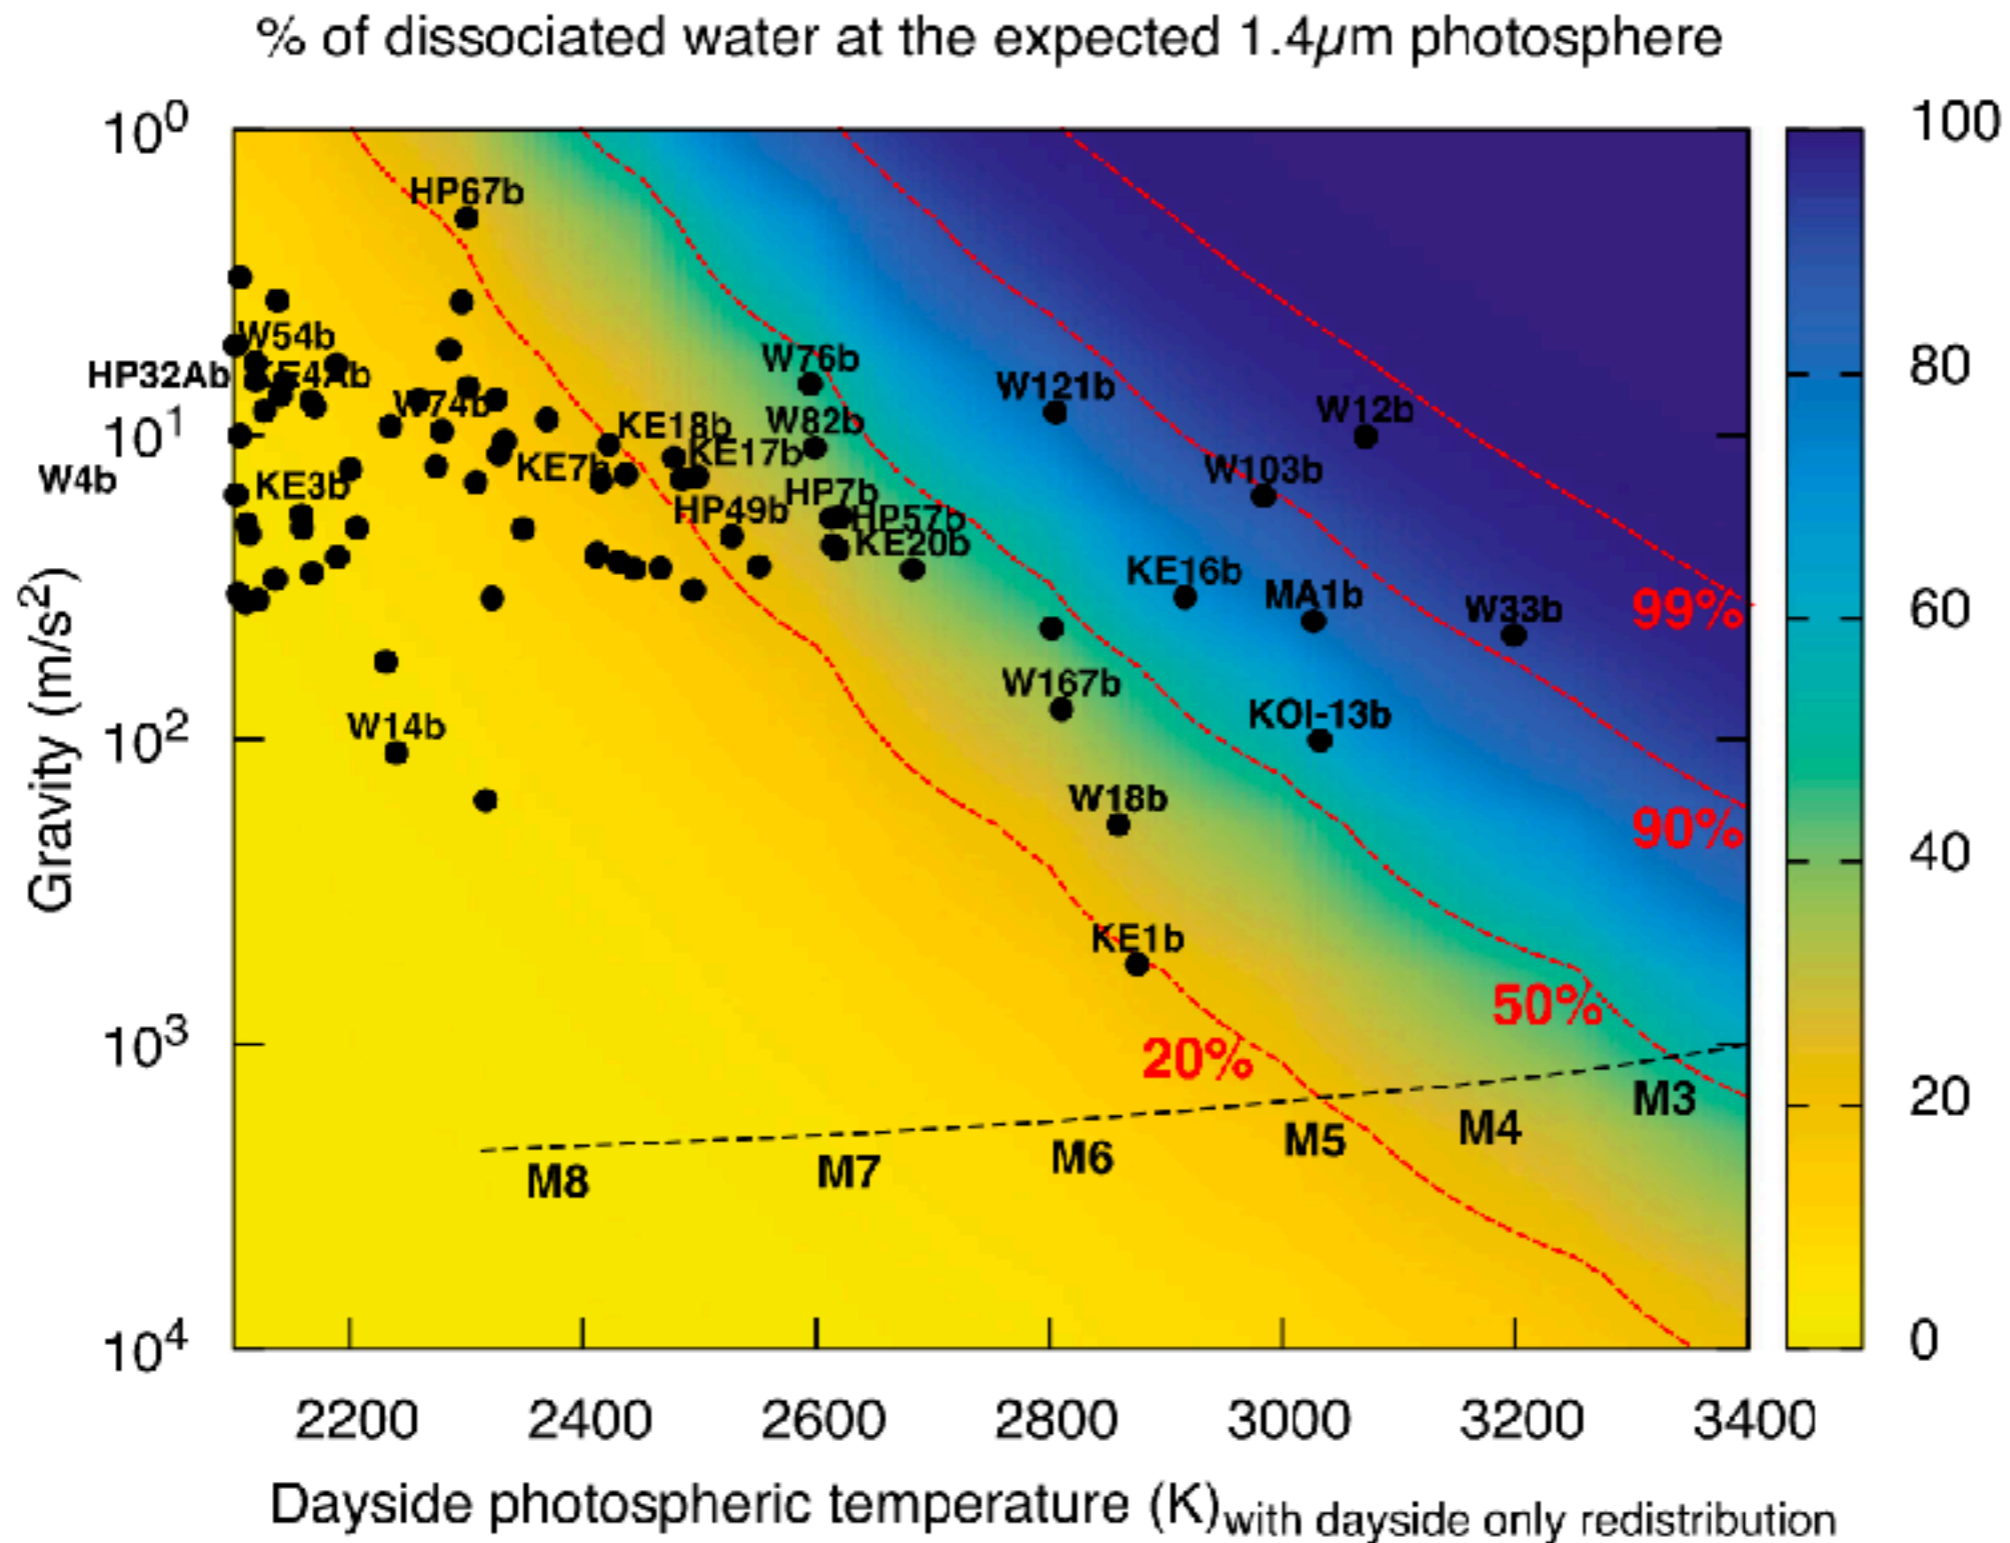 % of dissociated water at the expected 1.4μm photosphere
10⁰
10¹
10²
10³
10⁴
Gravity (m/s²)
HP67b
W54b
HP32Ab
KE4Ab
W74b
W4b
KE3b
W14b
KE18b
KE17b
KE7b
HP49b
W76b
W82b
HP7b
HP57b
KE20b
W121b
W12b
W103b
KE16b
MA1b
W33b
W167b
KOI-13b
W18b
KE1b
99%
90%
50%
20%
M8
M7
M6
M5
M4
M3
100
80
60
40
20
0
2200 2400 2600 2800 3000 3200 3400
Dayside photospheric temperature (K)with dayside only redistribution